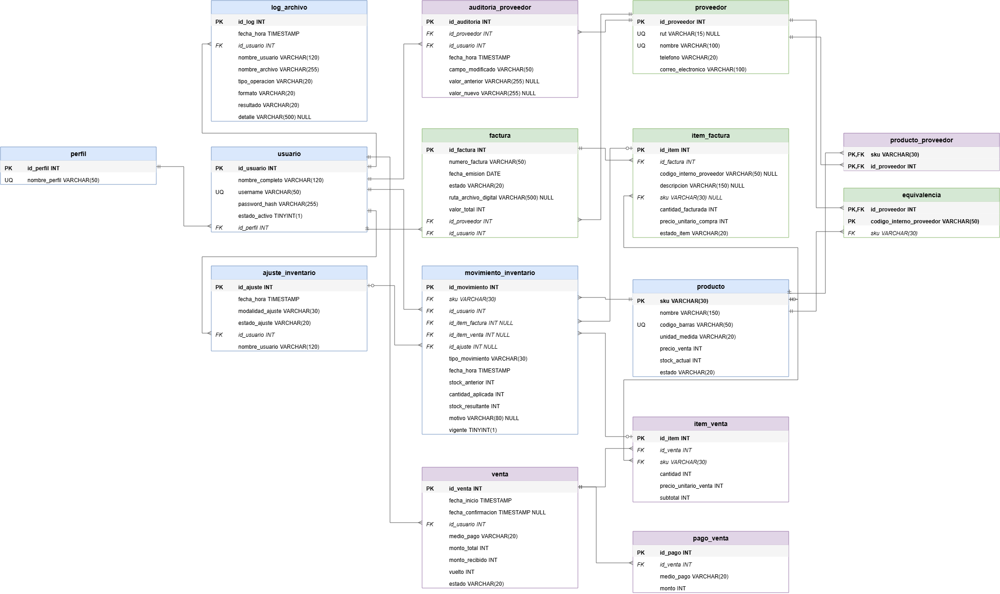 log_archivo
PK id_log INT
fecha_hora TIMESTAMP
FK id_usuario INT
nombre_usuario VARCHAR(120)
nombre_archivo VARCHAR(255)
tipo_operacion VARCHAR(20)
formato VARCHAR(20)
resultado VARCHAR(20)
detalle VARCHAR(500) NULL
auditoria_proveedor
PK id_auditoria INT
FK id_proveedor INT
FK id_usuario INT
fecha_hora TIMESTAMP
campo_modificado VARCHAR(50)
valor_anterior VARCHAR(255) NULL
valor_nuevo VARCHAR(255) NULL
proveedor
PK id_proveedor INT
UQ rut VARCHAR(15) NULL
UQ nombre VARCHAR(100)
telefono VARCHAR(20)
correo_electronico VARCHAR(100)
perfil
PK id_perfil INT
UQ nombre_perfil VARCHAR(50)
usuario
PK id_usuario INT
nombre_completo VARCHAR(120)
UQ username VARCHAR(50)
password_hash VARCHAR(255)
estado_activo TINYINT(1)
FK id_perfil INT
factura
PK id_factura INT
numero_factura VARCHAR(50)
fecha_emision DATE
estado VARCHAR(20)
ruta_archivo_digital VARCHAR(500) NULL
valor_total INT
FK id_proveedor INT
FK id_usuario INT
item_factura
PK id_item INT
FK id_factura INT
codigo_interno_proveedor VARCHAR(50) NULL
descripcion VARCHAR(150) NULL
FK sku VARCHAR(30) NULL
cantidad_facturada INT
precio_unitario_compra INT
estado_item VARCHAR(20)
producto_proveedor
PK,FK sku VARCHAR(30)
PK,FK id_proveedor INT
equivalencia
PK,FK id_proveedor INT
PK codigo_interno_proveedor VARCHAR(50)
FK sku VARCHAR(30)
ajuste_inventario
PK id_ajuste INT
fecha_hora TIMESTAMP
modalidad_ajuste VARCHAR(30)
estado_ajuste VARCHAR(20)
FK id_usuario INT
nombre_usuario VARCHAR(120)
movimiento_inventario
PK id_movimiento INT
FK sku VARCHAR(30)
FK id_usuario INT
FK id_item_factura INT NULL
FK id_item_venta INT NULL
FK id_ajuste INT NULL
tipo_movimiento VARCHAR(30)
fecha_hora TIMESTAMP
stock_anterior INT
cantidad_aplicada INT
stock_resultante INT
motivo VARCHAR(80) NULL
vigente TINYINT(1)
producto
PK sku VARCHAR(30)
nombre VARCHAR(150)
UQ codigo_barras VARCHAR(50)
unidad_medida VARCHAR(20)
precio_venta INT
stock_actual INT
estado VARCHAR(20)
item_venta
PK id_item INT
FK id_venta INT
FK sku VARCHAR(30)
cantidad INT
precio_unitario_venta INT
subtotal INT
venta
PK id_venta INT
fecha_inicio TIMESTAMP
fecha_confirmacion TIMESTAMP NULL
FK id_usuario INT
medio_pago VARCHAR(20)
monto_total INT
monto_recibido INT
vuelto INT
estado VARCHAR(20)
pago_venta
PK id_pago INT
FK id_venta INT
medio_pago VARCHAR(20)
monto INT